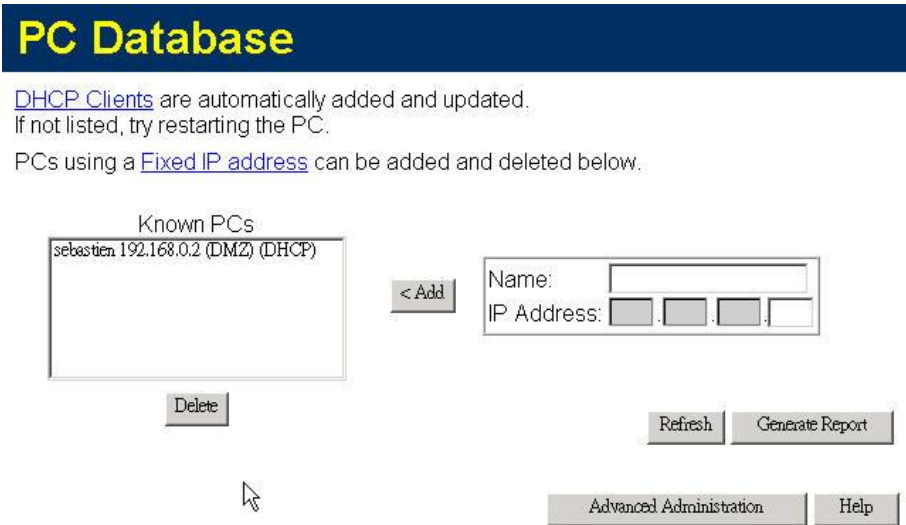 PC Database
DHCP Clients are automatically added and updated.
If not listed, try restarting the PC.
PCs using a Fixed IP address can be added and deleted below.
Known PCs
sebastien 192.168.0.2 (DMZ) (DHCP)
< Add
Name:
IP Address: . . .
Delete
Refresh Generate Report
Advanced Administration Help